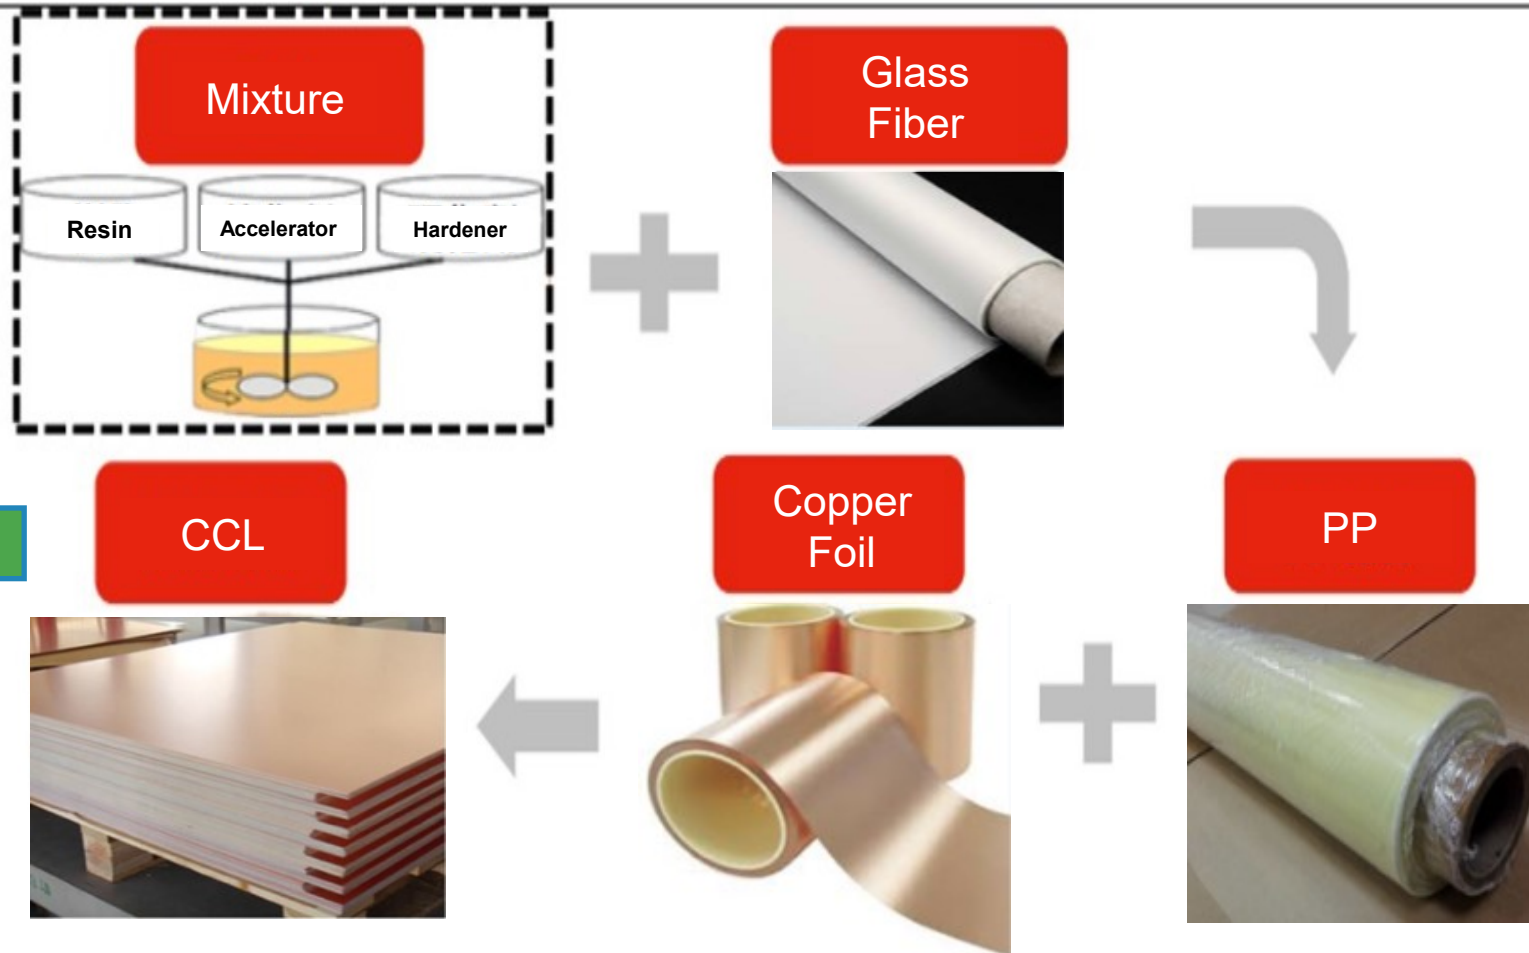 Mixture
Glass
Fiber
Resin
Accelerator
Hardener
CCL
Copper
Foil
PP